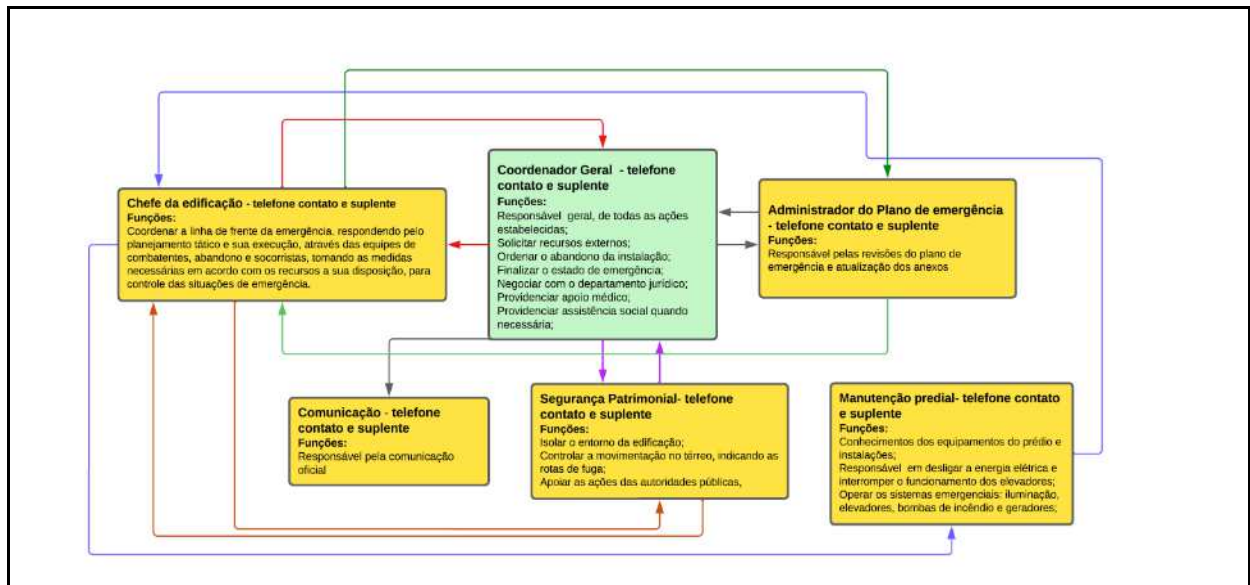 Coordenador Geral - telefone
contato e suplente
Funções:
Responsável geral, de todas as ações
estabelecidas;
Solicitar recursos externos;
Ordenar o abandono da instalação;
Finalizar o estado de emergência;
Negociar com o departamento jurídico;
Providenciar apoio médico;
Providenciar assistência social quando
necessária;
Chefe da edificação - telefone contato e suplente
Funções:
Coordenar a linha de frente da emergência, respondendo pelo
planejamento tático e sua execução, através das equipes de
combatentes, abandono e socorristas, tomando as medidas
necessárias em acordo com os recursos a sua disposição, para
controle das situações de emergência.
Administrador do Plano de emergência
- telefone contato e suplente
Funções:
Responsável pelas revisões do plano de
emergência e atualização dos anexos
Comunicação - telefone
contato e suplente
Funções:
Responsável pela comunicação
oficial
Segurança Patrimonial- telefone
contato e suplente
Funções:
Isolar o entorno da edificação;
Controlar a movimentação no térreo, indicando as
rotas de fuga;
Apoiar as ações das autoridades públicas,
Manutenção predial- telefone contato
e suplente
Funções:
Conhecimentos dos equipamentos do prédio e
instalações;
Responsável em desligar a energia elétrica e
interromper o funcionamento dos elevadores;
Operar os sistemas emergenciais: iluminação,
elevadores, bombas de incêndio e geradores;